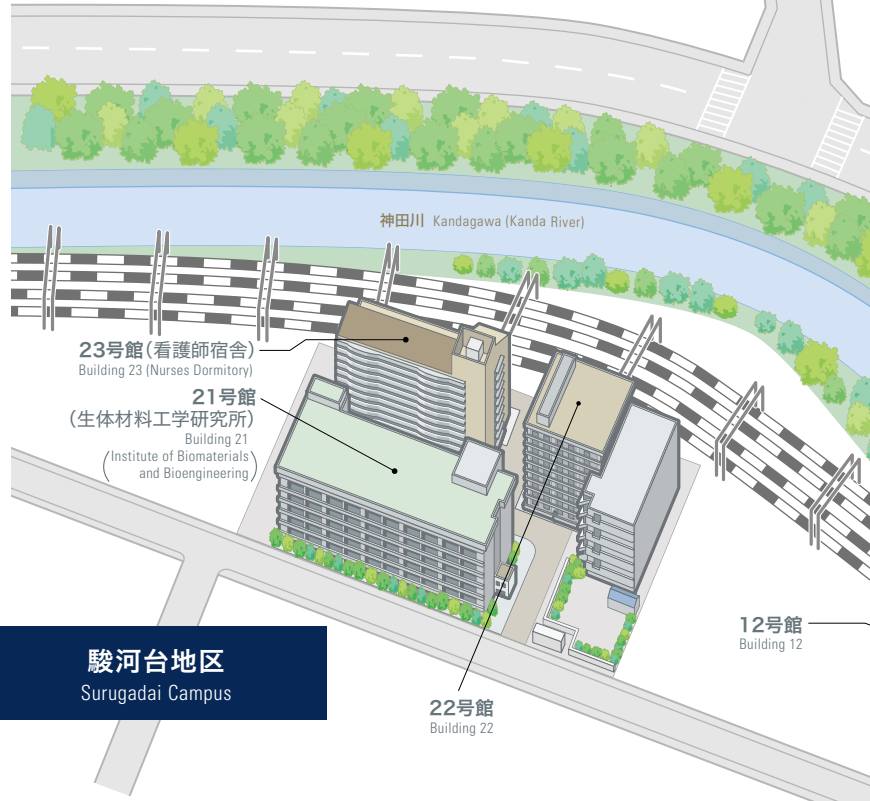 神田川 Kandagawa (Kanda River)
23号館(看護師宿舎)
Building 23 (Nurses Dormitory)
21号館
(生体材料工学研究所)
Building 21
(Institute of Biomaterials
and Bioengineering)
12号館
Building 12
駿河台地区
Surugadai Campus
22号館
Building 22